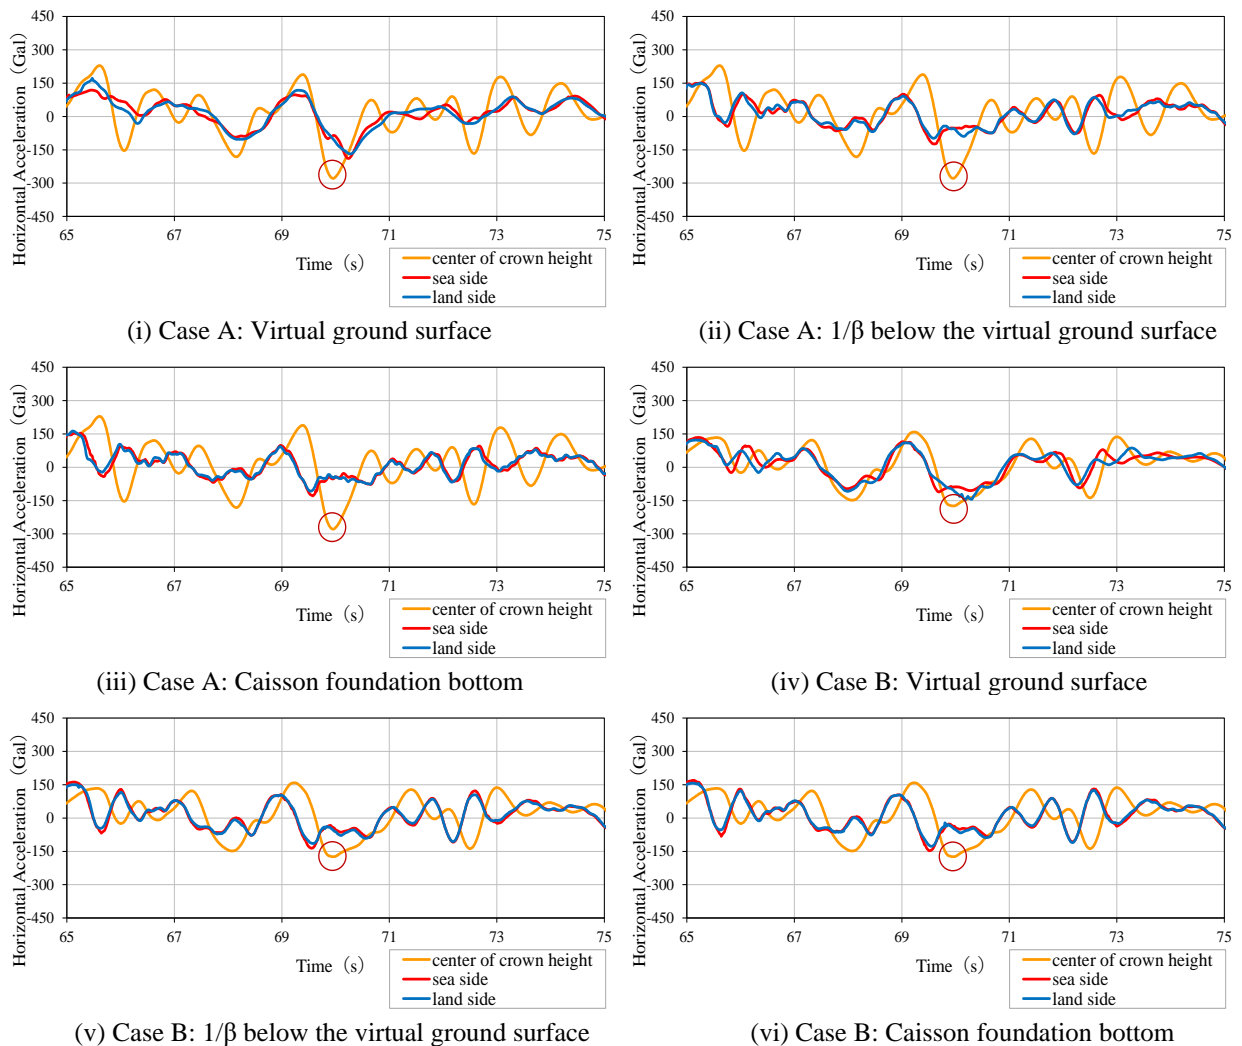 Horizontal Acceleration (Gal)
450
300
150
0
-150
-300
-450
65 67 69 71 73 75
Time (s)
center of crown height
sea side
land side
(i) Case A: Virtual ground surface
Horizontal Acceleration (Gal)
450
300
150
0
-150
-300
-450
65 67 69 71 73 75
Time (s)
center of crown height
sea side
land side
(ii) Case A: 1/β below the virtual ground surface
Horizontal Acceleration (Gal)
450
300
150
0
-150
-300
-450
65 67 69 71 73 75
Time (s)
center of crown height
sea side
land side
(iii) Case A: Caisson foundation bottom
Horizontal Acceleration (Gal)
450
300
150
0
-150
-300
-450
65 67 69 71 73 75
Time (s)
center of crown height
sea side
land side
(iv) Case B: Virtual ground surface
Horizontal Acceleration (Gal)
450
300
150
0
-150
-300
-450
65 67 69 71 73 75
Time (s)
center of crown height
sea side
land side
(v) Case B: 1/β below the virtual ground surface
Horizontal Acceleration (Gal)
450
300
150
0
-150
-300
-450
65 67 69 71 73 75
Time (s)
center of crown height
sea side
land side
(vi) Case B: Caisson foundation bottom